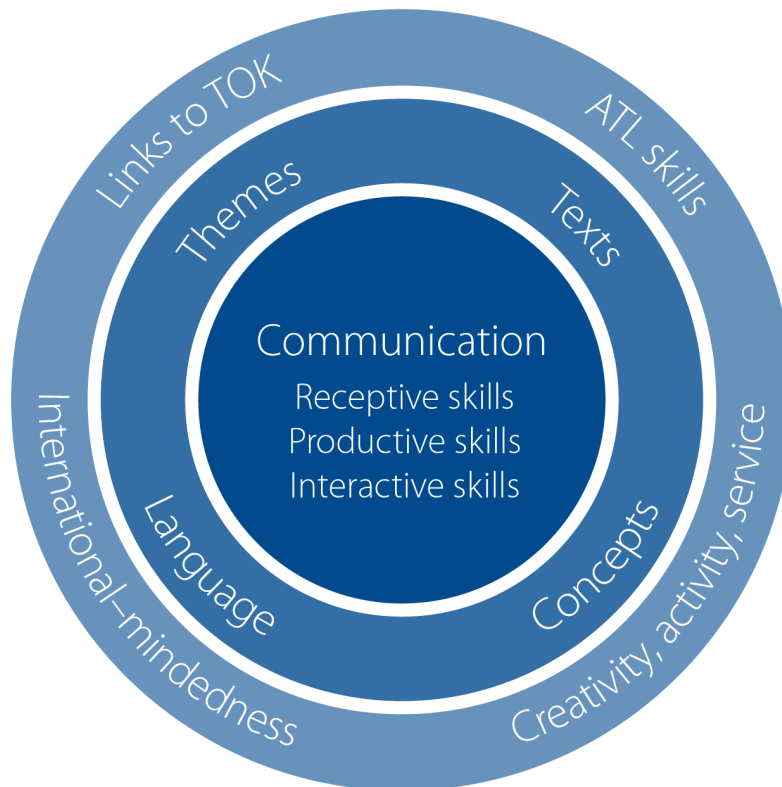 Links to TOK
ATL skills
Themes
Texts
Communication
Receptive skills
Productive skills
Interactive skills
Language
Concepts
International–mindedness
Creativity, activity, service